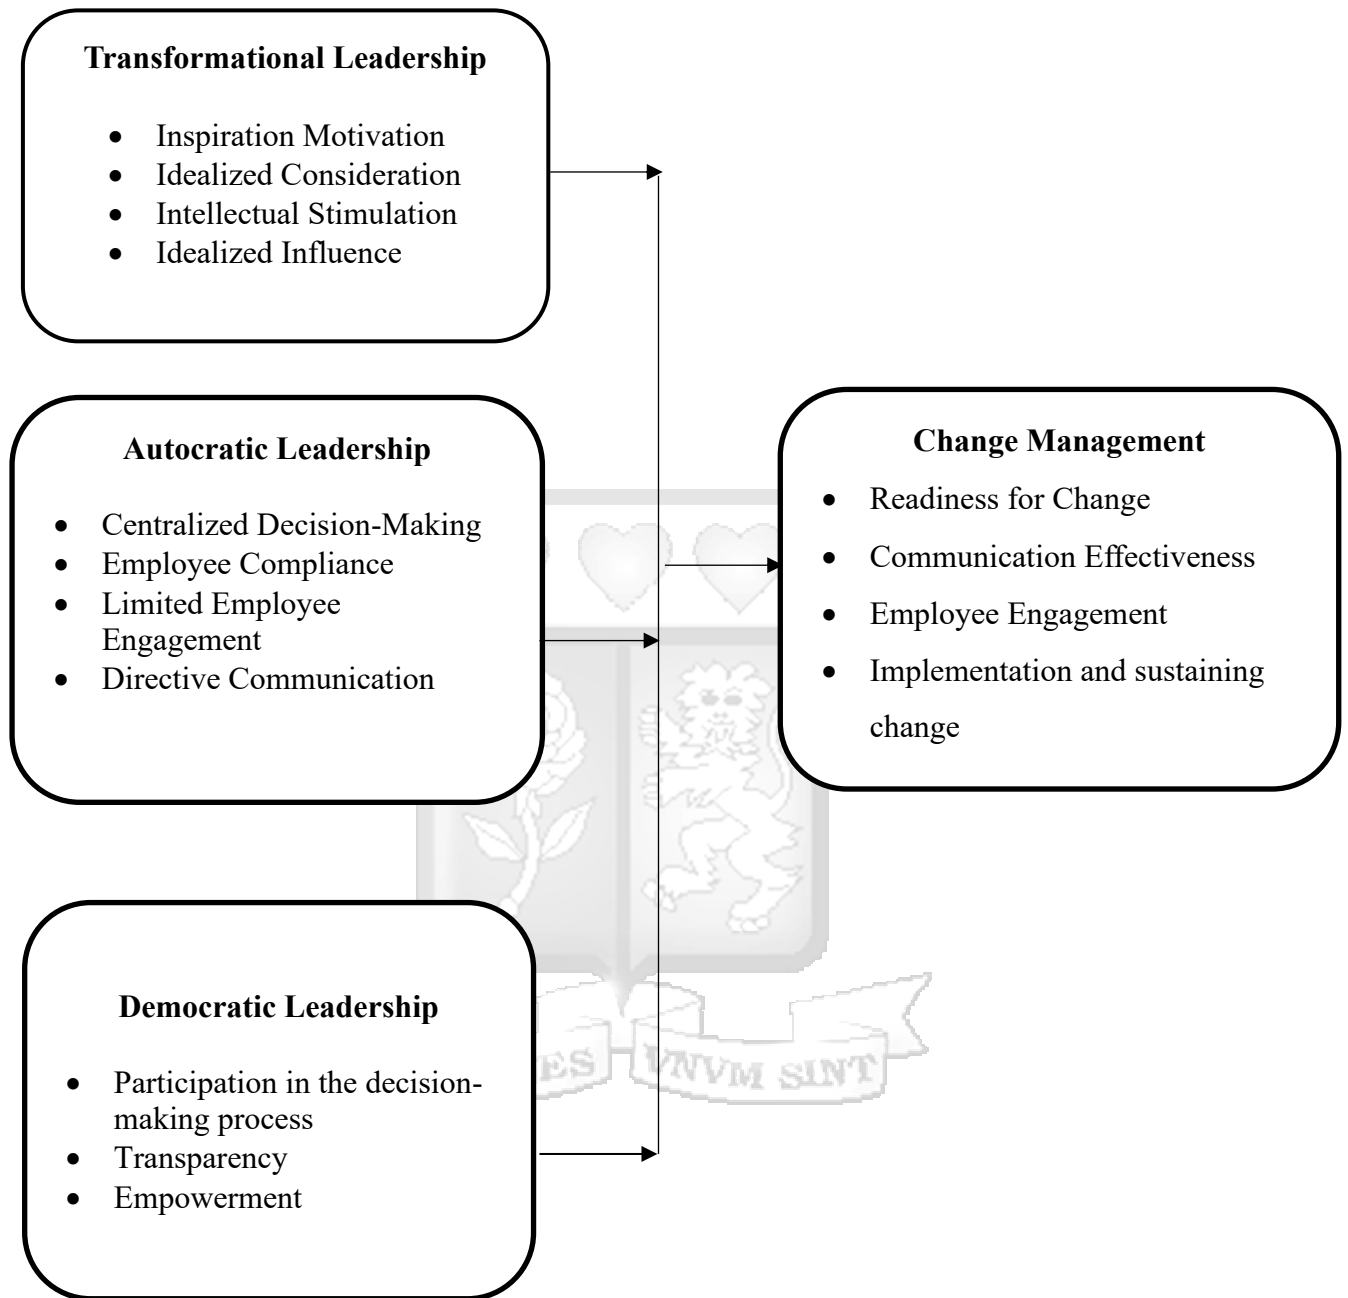 Transformational Leadership
• Inspiration Motivation
• Idealized Consideration
• Intellectual Stimulation
• Idealized Influence
Autocratic Leadership
• Centralized Decision-Making
• Employee Compliance
• Limited Employee
Engagement
• Directive Communication
Change Management
• Readiness for Change
• Communication Effectiveness
• Employee Engagement
• Implementation and sustaining
change
Democratic Leadership
• Participation in the decision-
making process
• Transparency
• Empowerment
VNVM SINT